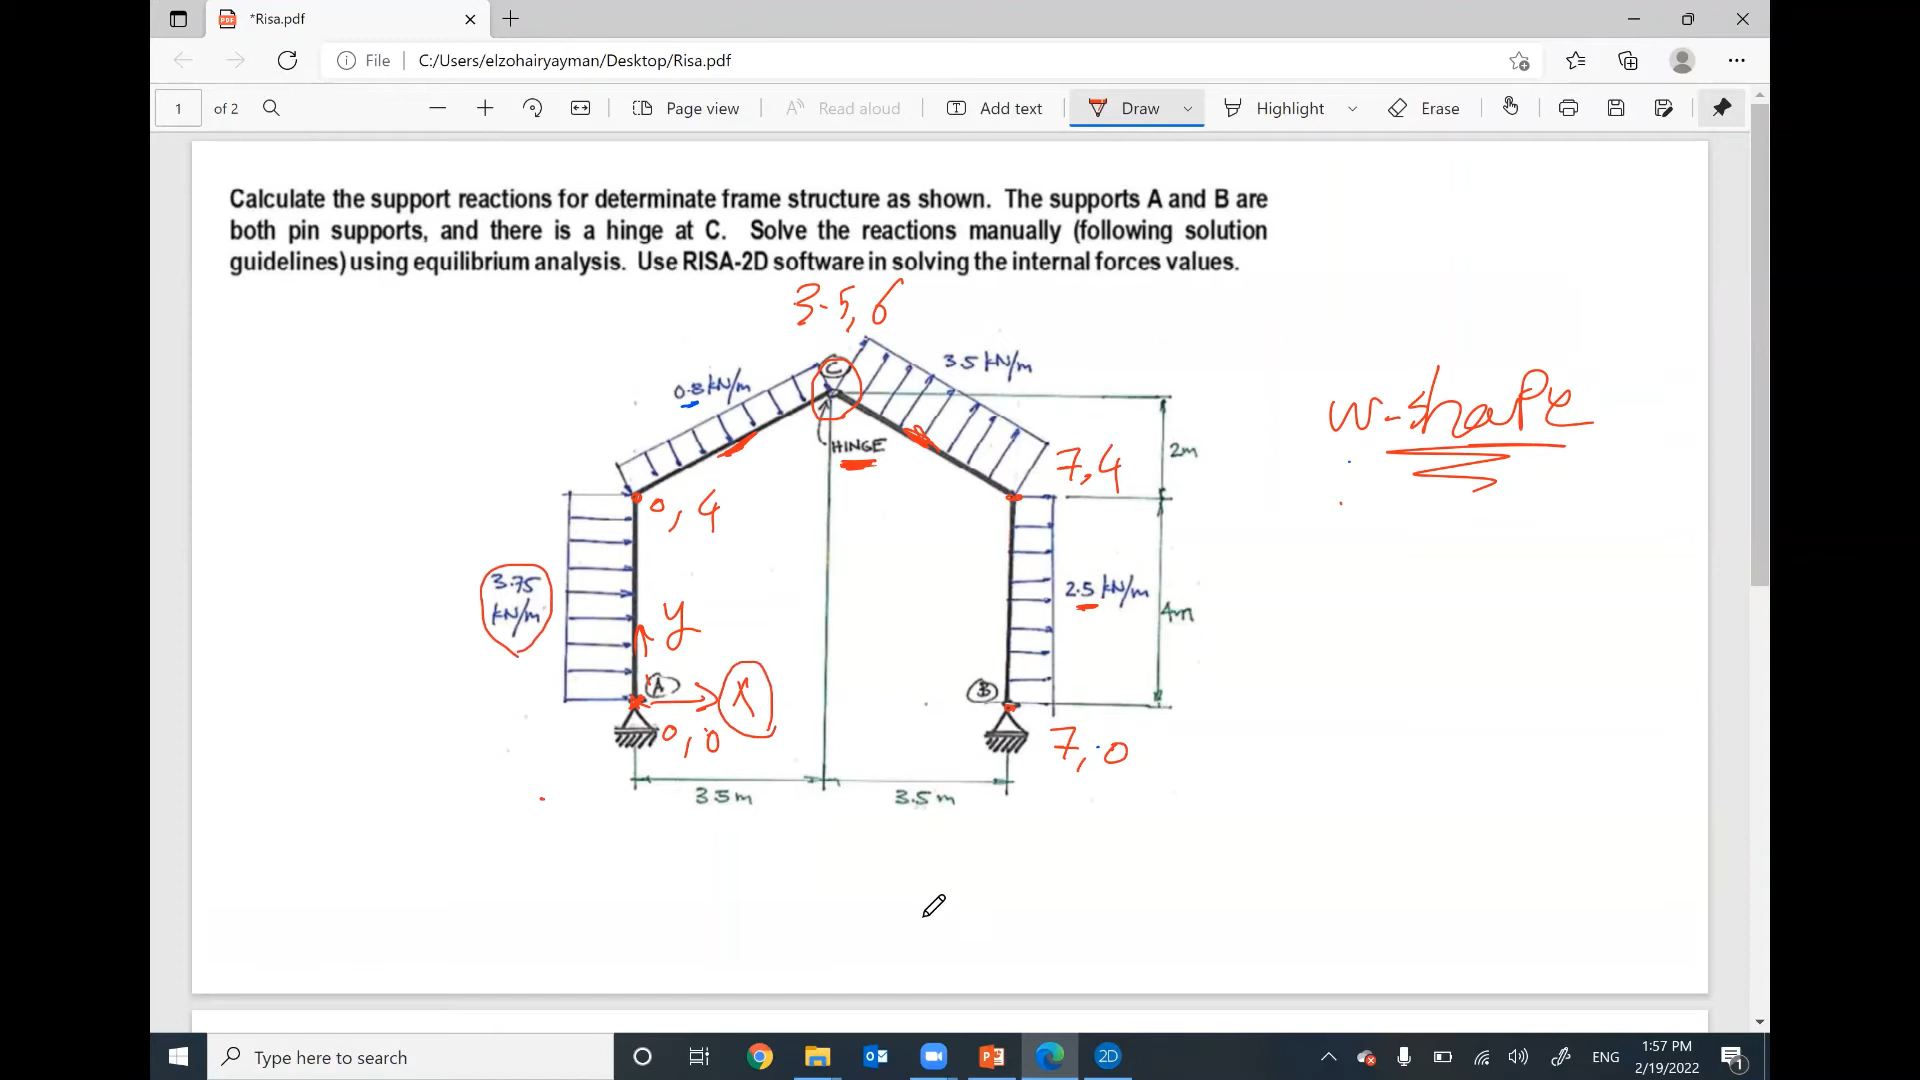 *Risa.pdf
File C:/Users/elzohairyayman/Desktop/Risa.pdf
1 of 2 Page view Read aloud Add text Draw Highlight Erase
Calculate the support reactions for determinate frame structure as shown. The supports A and B are
both pin supports, and there is a hinge at C. Solve the reactions manually (following solution
guidelines) using equilibrium analysis. Use RISA-2D software in solving the internal forces values.
3.5, 6
C
3.5 kN/m
0.8 kN/m
w-shape
HINGE
7,4
2m
0, 4
3.75
kN/m
2.5 kN/m
4m
y
A
X
B
0, 0
7, 0
3.5m
3.5m
Type here to search
2D
ENG
1:57 PM
2/19/2022
1